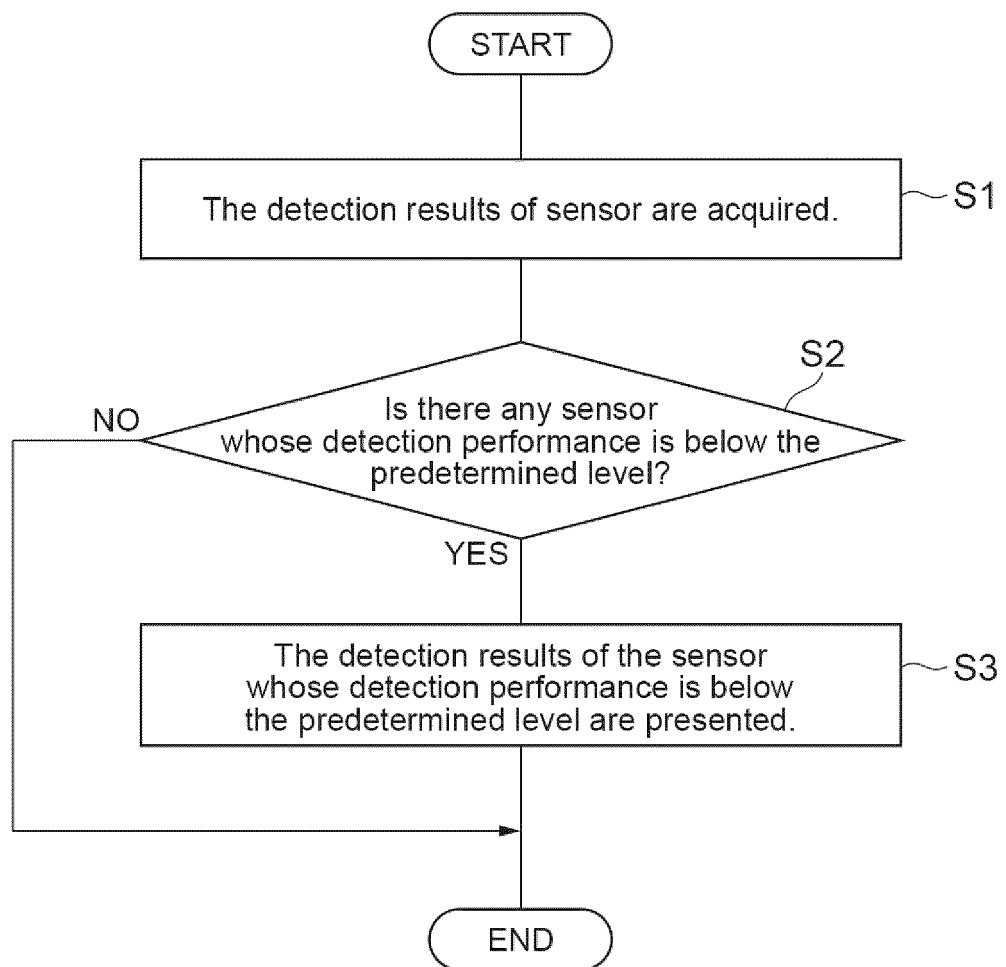 START
The detection results of sensor are acquired.
S1
S2
Is there any sensor
whose detection performance is below the
predetermined level?
NO
YES
The detection results of the sensor
whose detection performance is below
the predetermined level are presented.
S3
END